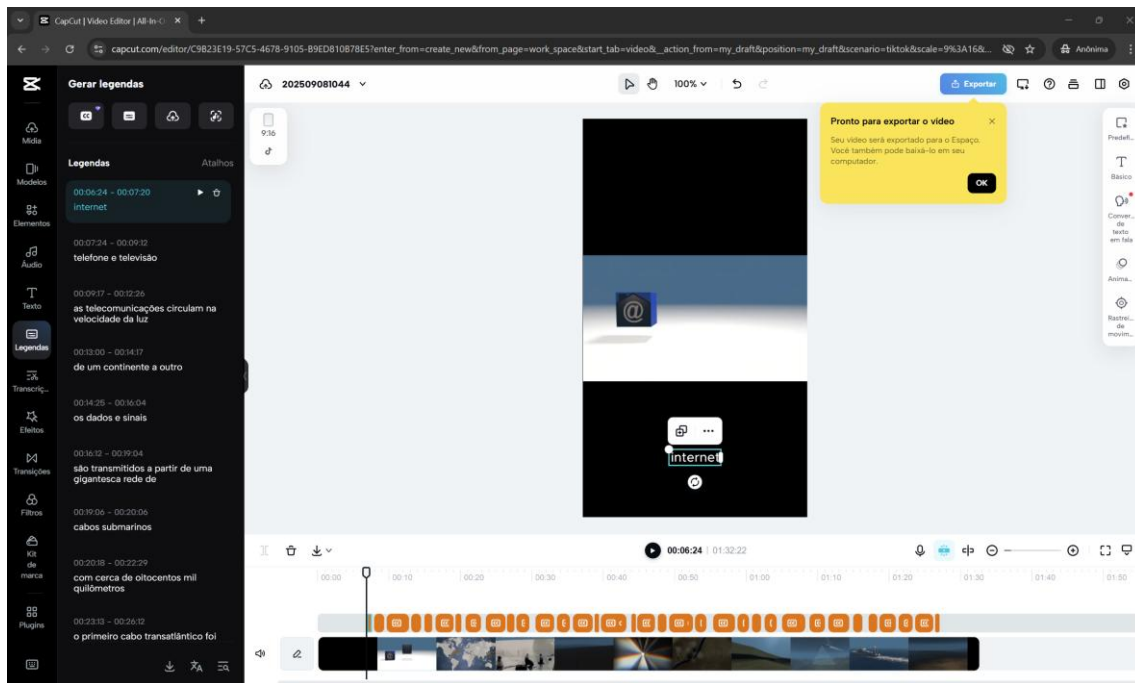 CapCut | Video Editor | All-In-O
capcut.com/editor/C9B23E19-57C5-4678-9105-B9ED810B78E5?enter_from=create_new&from_page=work_space&start_tab=video&_action_from=my_draft&position=my_draft&scenario=tiktok&scale=9%3A16&...
Anônima
Gerar legendas
202509081044
100%
Exportar
Mídia
Modelos
Elementos
Áudio
Texto
Legendas
Transcriç...
Efeitos
Transições
Filtros
Kit
de
marca
Plugins
Legendas
Atalhos
00:06:24 – 00:07:20
internet
00:07:24 – 00:09:12
telefone e televisão
00:09:17 – 00:12:26
as telecomunicações circulam na
velocidade da luz
00:13:00 – 00:14:17
de um continente a outro
00:14:25 – 00:16:04
os dados e sinais
00:16:12 – 00:19:04
são transmitidos a partir de uma
gigantesca rede de
00:19:06 – 00:20:06
cabos submarinos
00:20:18 – 00:22:29
com cerca de oitocentos mil
quilômetros
00:23:13 – 00:26:12
o primeiro cabo transatlântico foi
9:16
@
internet
Pronto para exportar o vídeo
Seu vídeo será exportado para o Espaço.
Você também pode baixá-lo em seu
computador.
OK
Predefi...
T
Básico
Conver...
de
texto
em fala
Anima...
Rastrei...
de
movim...
00:06:24 | 01:32:22
00:00 00:10 00:20 00:30 00:40 00:50 01:00 01:10 01:20 01:30 01:40 01:50